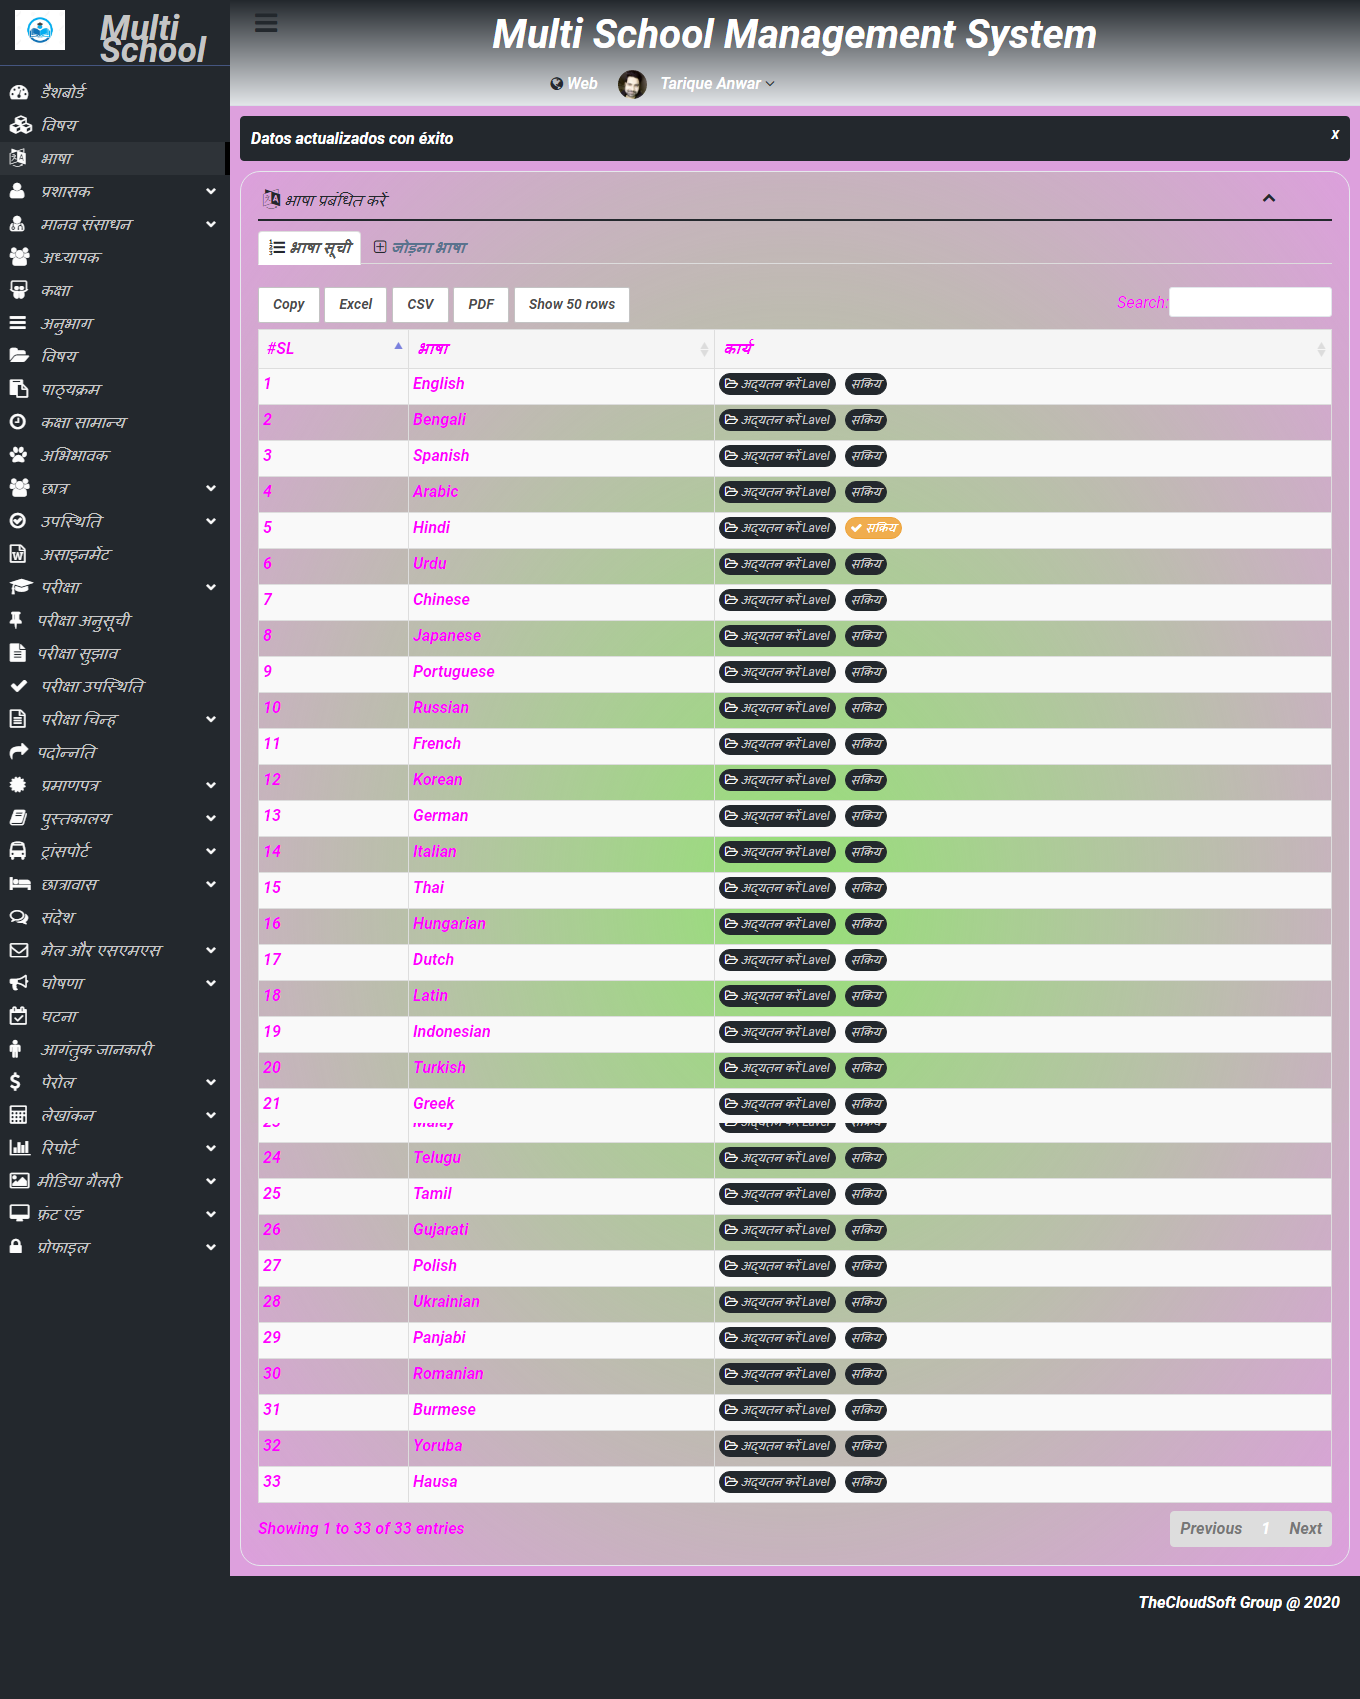 Multi
School
डैशबोर्ड
विषय
भाषा
प्रशासक
मानव संसाधन
अध्यापक
कक्षा
अनुभाग
विषय
पाठ्यक्रम
कक्षा सामान्य
अभिभावक
छात्र
उपस्थिति
असाइनमेंट
परीक्षा
परीक्षा अनुसूची
परीक्षा सुझाव
परीक्षा उपस्थिति
परीक्षा चिन्ह
पदोन्नति
प्रमाणपत्र
पुस्तकालय
ट्रांसपोर्ट
छात्रावास
संदेश
मेल और एसएमएस
घोषणा
घटना
आगंतुक जानकारी
पेरोल
लेखांकन
रिपोर्ट
मीडिया गैलरी
फ़्रंट एंड
प्रोफाइल
Multi School Management System
Web Tarique Anwar
Datos actualizados con éxito x
भाषा प्रबंधित करें
भाषा सूची जोड़ना भाषा
Copy Excel CSV PDF Show 50 rows Search:
#SL भाषा कार्य
1 English अद्यतन करें Lavel सक्रिय
2 Bengali अद्यतन करें Lavel सक्रिय
3 Spanish अद्यतन करें Lavel सक्रिय
4 Arabic अद्यतन करें Lavel सक्रिय
5 Hindi अद्यतन करें Lavel सक्रिय
6 Urdu अद्यतन करें Lavel सक्रिय
7 Chinese अद्यतन करें Lavel सक्रिय
8 Japanese अद्यतन करें Lavel सक्रिय
9 Portuguese अद्यतन करें Lavel सक्रिय
10 Russian अद्यतन करें Lavel सक्रिय
11 French अद्यतन करें Lavel सक्रिय
12 Korean अद्यतन करें Lavel सक्रिय
13 German अद्यतन करें Lavel सक्रिय
14 Italian अद्यतन करें Lavel सक्रिय
15 Thai अद्यतन करें Lavel सक्रिय
16 Hungarian अद्यतन करें Lavel सक्रिय
17 Dutch अद्यतन करें Lavel सक्रिय
18 Latin अद्यतन करें Lavel सक्रिय
19 Indonesian अद्यतन करें Lavel सक्रिय
20 Turkish अद्यतन करें Lavel सक्रिय
21 Greek अद्यतन करें Lavel सक्रिय
24 Telugu अद्यतन करें Lavel सक्रिय
25 Tamil अद्यतन करें Lavel सक्रिय
26 Gujarati अद्यतन करें Lavel सक्रिय
27 Polish अद्यतन करें Lavel सक्रिय
28 Ukrainian अद्यतन करें Lavel सक्रिय
29 Panjabi अद्यतन करें Lavel सक्रिय
30 Romanian अद्यतन करें Lavel सक्रिय
31 Burmese अद्यतन करें Lavel सक्रिय
32 Yoruba अद्यतन करें Lavel सक्रिय
33 Hausa अद्यतन करें Lavel सक्रिय
Showing 1 to 33 of 33 entries Previous 1 Next
TheCloudSoft Group @ 2020